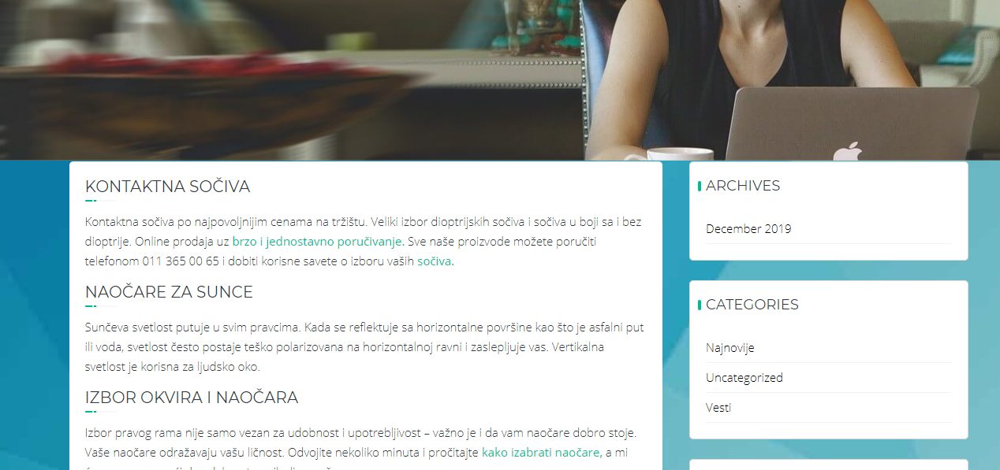 KONTAKTNA SOČIVA
Kontaktna sočiva po najpovoljnijim cenama na tržištu. Veliki izbor dioptrijskih sočiva i sočiva u boji sa i bez
dioptrije. Online prodaja uz brzo i jednostavno poručivanje. Sve naše proizvode možete poručiti
telefonom 011 365 00 65 i dobiti korisne savete o izboru vaših sočiva.
NAOČARE ZA SUNCE
Sunčeva svetlost putuje u svim pravcima. Kada se reflektuje sa horizontalne površine kao što je asfalni put
ili voda, svetlost često postaje teško polarizovana na horizontalnoj ravni i zaslepljuje vas. Vertikalna
svetlost je korisna za ljudsko oko.
IZBOR OKVIRA I NAOČARA
Izbor pravog rama nije samo vezan za udobnost i upotrebljivost – važno je i da vam naočare dobro stoje.
Vaše naočare odražavaju vašu ličnost. Odvojite nekoliko minuta i pročitajte kako izabrati naočare, a mi
ARCHIVES
December 2019
CATEGORIES
Najnovije
Uncategorized
Vesti